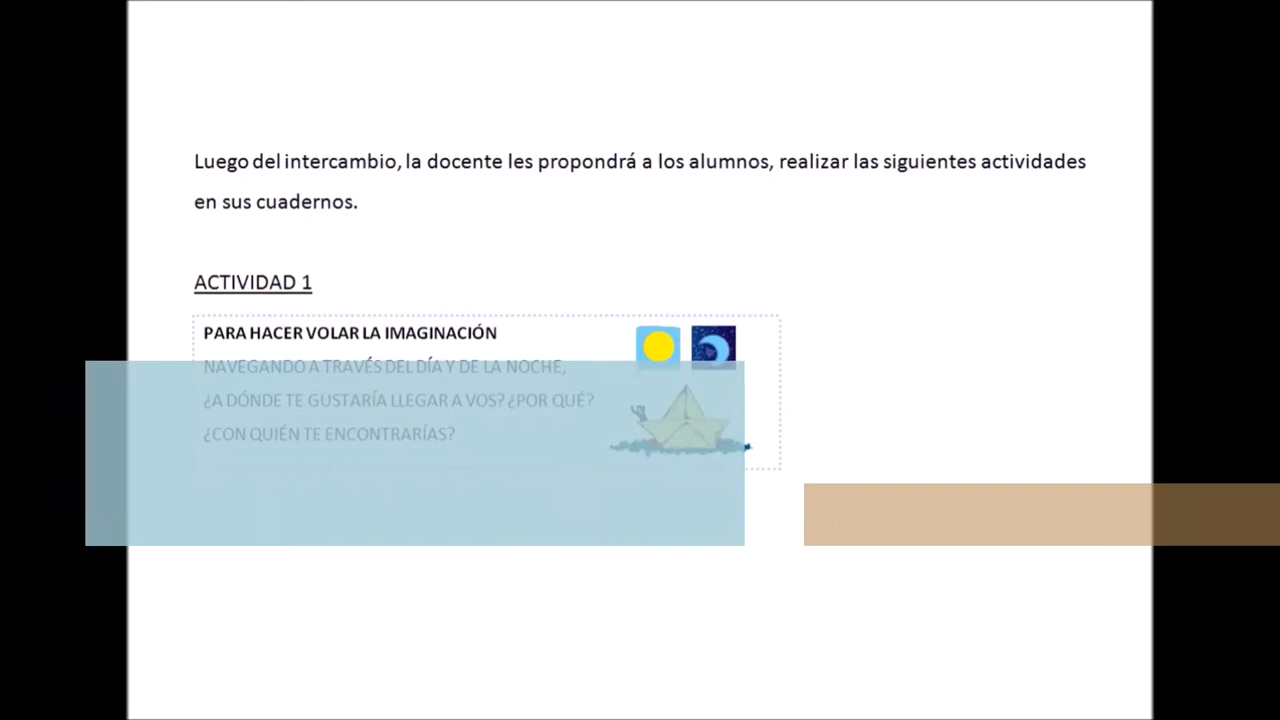 Luego del intercambio, la docente les propondrá a los alumnos, realizar las siguientes actividades
en sus cuadernos.
ACTIVIDAD 1
PARA HACER VOLAR LA IMAGINACIÓN
NAVEGANDO A TRAVÉS DEL DÍA Y DE LA NOCHE,
¿A DÓNDE TE GUSTARÍA LLEGAR A VOS? ¿POR QUÉ?
¿CON QUIÉN TE ENCONTRARÍAS?